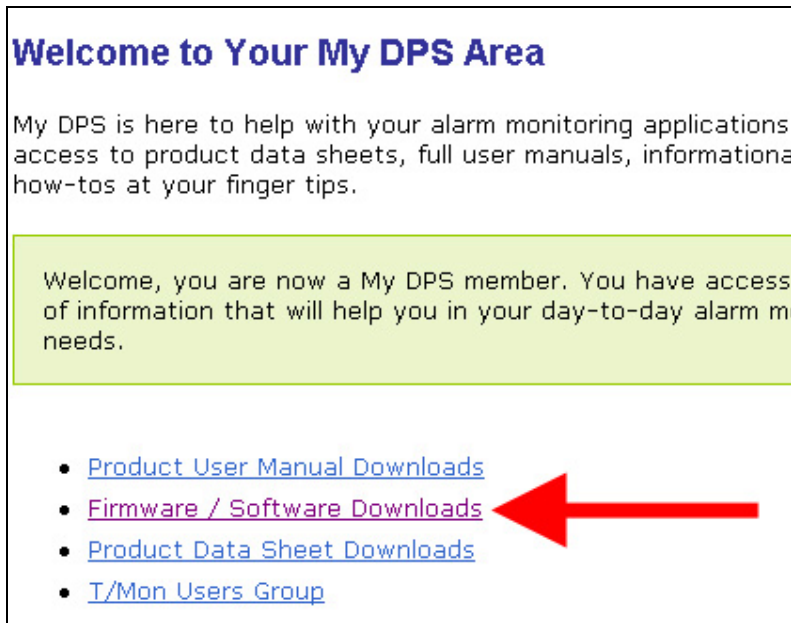 Welcome to Your My DPS Area
My DPS is here to help with your alarm monitoring applications
access to product data sheets, full user manuals, informationa
how-tos at your finger tips.
Welcome, you are now a My DPS member. You have access
of information that will help you in your day-to-day alarm m
needs.
• Product User Manual Downloads
• Firmware / Software Downloads
• Product Data Sheet Downloads
• T/Mon Users Group